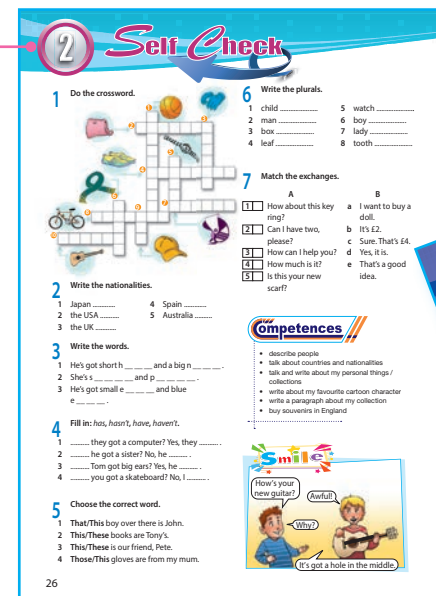 2 Self Check
1 Do the crossword.
2 Write the nationalities.
1 Japan ............
2 the USA ..........
3 the UK ...........
4 Spain ............
5 Australia .........
3 Write the words.
1 He's got short h __ __ __ and a big n __ __ __ .
2 She's s __ __ __ __ and p __ __ __ __ .
3 He's got small e __ __ __ and blue
e __ __ __ .
4 Fill in: has, hasn't, have, haven't.
1 .......... they got a computer? Yes, they .......... .
2 .......... he got a sister? No, he .......... .
3 .......... Tom got big ears? Yes, he .......... .
4 .......... you got a skateboard? No, I .......... .
5 Choose the correct word.
1 That/This boy over there is John.
2 This/These books are Tony's.
3 This/These is our friend, Pete.
4 Those/This gloves are from my mum.
26
6 Write the plurals.
1 child ....................
2 man ....................
3 box ....................
4 leaf ....................
5 watch ....................
6 boy ....................
7 lady ....................
8 tooth ....................
7 Match the exchanges.
A
1 How about this key
ring?
2 Can I have two,
please?
3 How can I help you?
4 How much is it?
5 Is this your new
scarf?
B
a I want to buy a
doll.
b It's £2.
c Sure. That's £4.
d Yes, it is.
e That's a good
idea.
Competences
• describe people
• talk about countries and nationalities
• talk and write about my personal things /
collections
• write about my favourite cartoon character
• write a paragraph about my collection
• buy souvenirs in England
Smile
How's your
new guitar?
Awful!
Why?
It's got a hole in the middle.